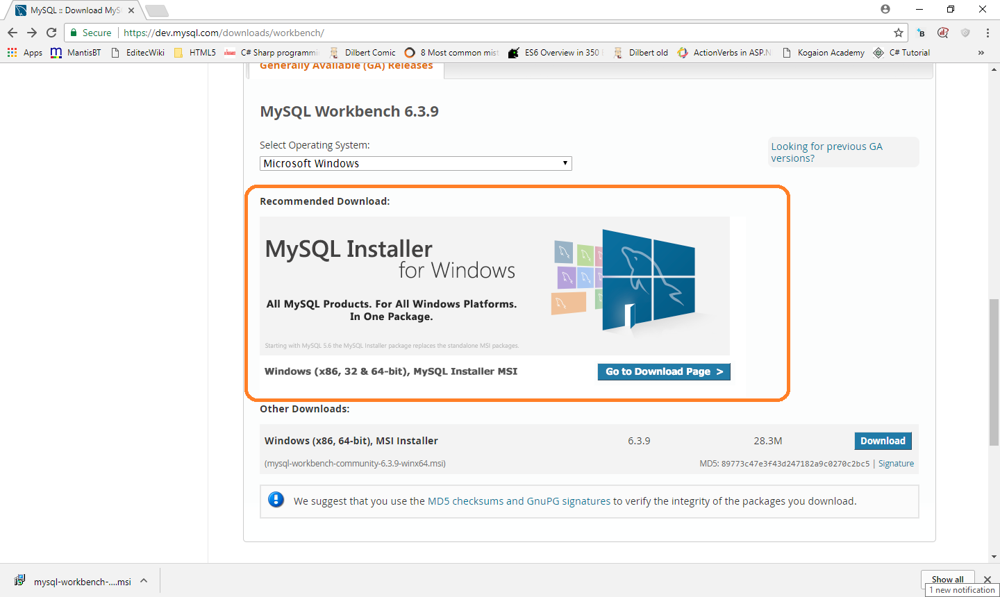 MySQL :: Download MyS
Secure
https://dev.mysql.com/downloads/workbench/
Apps
MantisBT
EditecWiki
HTML5
C# Sharp programmi
Dilbert Comic
8 Most common mist
ES6 Overview in 350
Dilbert old
ActionVerbs in ASP.N
Kogaion Academy
C# Tutorial
»
Generally Available (GA) Releases
MySQL Workbench 6.3.9
Select Operating System:
Microsoft Windows
Looking for previous GA
versions?
Recommended Download:
MySQL Installer
for Windows
All MySQL Products. For All Windows Platforms.
In One Package.
Starting with MySQL 5.6 the MySQL Installer package replaces the standalone MSI packages.
Windows (x86, 32 & 64-bit), MySQL Installer MSI
Go to Download Page >
Other Downloads:
Windows (x86, 64-bit), MSI Installer
6.3.9
28.3M
Download
(mysql-workbench-community-6.3.9-winx64.msi)
MD5: 89773c47e3f43d247182a9c0270c2bc5 | Signature
We suggest that you use the MD5 checksums and GnuPG signatures to verify the integrity of the packages you download.
mysql-workbench-....msi
Show all
1 new notification